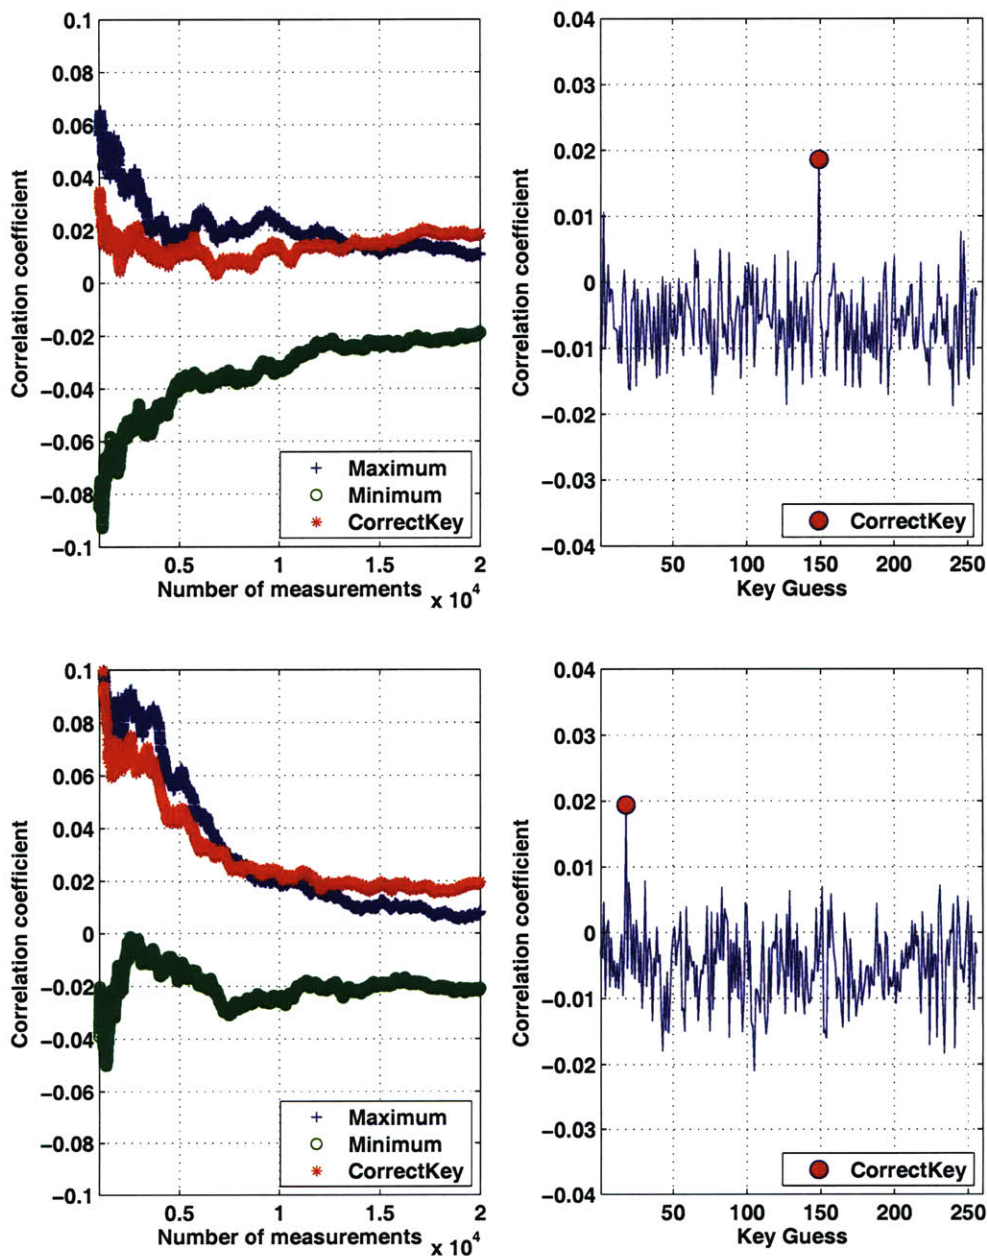 0.1
0.08
0.06
0.04
0.02
0
−0.02
−0.04
−0.06
−0.08
−0.1
Correlation coefficient
+ Maximum
○ Minimum
* CorrectKey
0.5 1 1.5 2
Number of measurements x 10⁴
0.04
0.03
0.02
0.01
0
−0.01
−0.02
−0.03
−0.04
Correlation coefficient
CorrectKey
50 100 150 200 250
Key Guess
0.1
0.08
0.06
0.04
0.02
0
−0.02
−0.04
−0.06
−0.08
−0.1
Correlation coefficient
+ Maximum
○ Minimum
* CorrectKey
0.5 1 1.5 2
Number of measurements x 10⁴
0.04
0.03
0.02
0.01
0
−0.01
−0.02
−0.03
−0.04
Correlation coefficient
CorrectKey
50 100 150 200 250
Key Guess